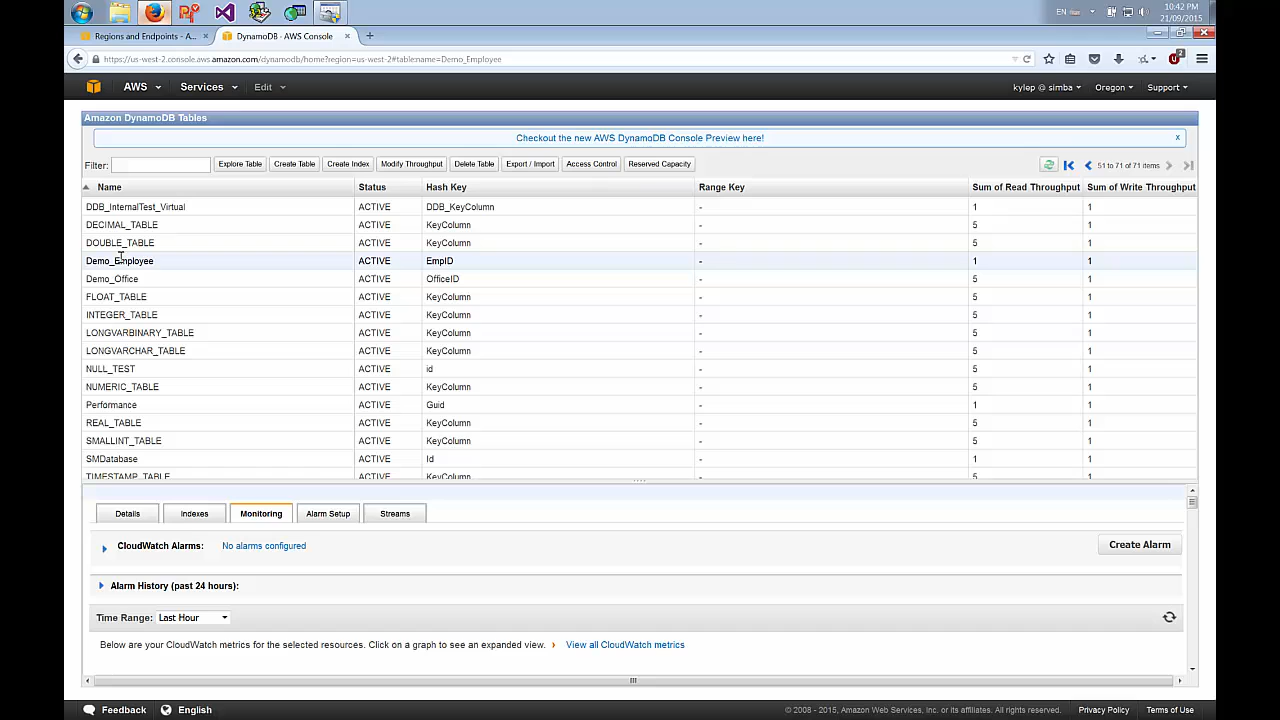 EN
10:42 PM
21/09/2015
Regions and Endpoints - A...
DynamoDB · AWS Console
https://us-west-2.console.aws.amazon.com/dynamodb/home?region=us-west-2#table:name=Demo_Employee
2
AWS Services Edit kylep @ simba Oregon Support
Amazon DynamoDB Tables
Checkout the new AWS DynamoDB Console Preview here! x
Filter: Explore Table Create Table Create Index Modify Throughput Delete Table Export / Import Access Control Reserved Capacity 51 to 71 of 71 items
Name Status Hash Key Range Key Sum of Read Throughput Sum of Write Throughput
DDB_InternalTest_Virtual ACTIVE DDB_KeyColumn - 1 1
DECIMAL_TABLE ACTIVE KeyColumn - 5 1
DOUBLE_TABLE ACTIVE KeyColumn - 5 1
Demo_Employee ACTIVE EmpID - 1 1
Demo_Office ACTIVE OfficeID - 5 1
FLOAT_TABLE ACTIVE KeyColumn - 5 1
INTEGER_TABLE ACTIVE KeyColumn - 5 1
LONGVARBINARY_TABLE ACTIVE KeyColumn - 5 1
LONGVARCHAR_TABLE ACTIVE KeyColumn - 5 1
NULL_TEST ACTIVE id - 5 1
NUMERIC_TABLE ACTIVE KeyColumn - 5 1
Performance ACTIVE Guid - 1 1
REAL_TABLE ACTIVE KeyColumn - 5 1
SMALLINT_TABLE ACTIVE KeyColumn - 5 1
SMDatabase ACTIVE Id - 1 1
TIMESTAMP_TABLE ACTIVE KeyColumn - 5 1
Details Indexes Monitoring Alarm Setup Streams
CloudWatch Alarms: No alarms configured Create Alarm
Alarm History (past 24 hours):
Time Range: Last Hour
Below are your CloudWatch metrics for the selected resources. Click on a graph to see an expanded view. › View all CloudWatch metrics
Feedback English © 2008 - 2015, Amazon Web Services, Inc. or its affiliates. All rights reserved. Privacy Policy Terms of Use